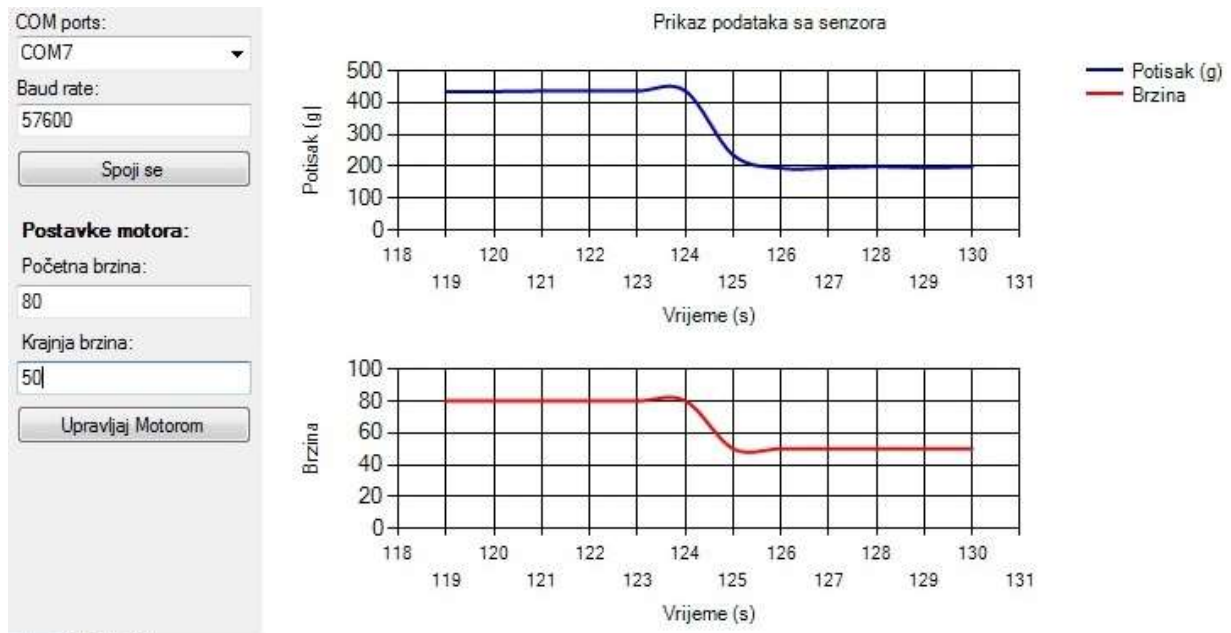 COM ports:
COM7
Baud rate:
57600
Spoji se
Postavke motora:
Početna brzina:
80
Krajnja brzina:
50
Upravljaj Motorom
Prikaz podataka sa senzora
Potisak (g)
Brzina
Potisak [g]
500
400
300
200
100
0
118 120 122 124 126 128 130
119 121 123 125 127 129 131
Vrijeme (s)
Brzina
100
80
60
40
20
0
118 120 122 124 126 128 130
119 121 123 125 127 129 131
Vrijeme (s)